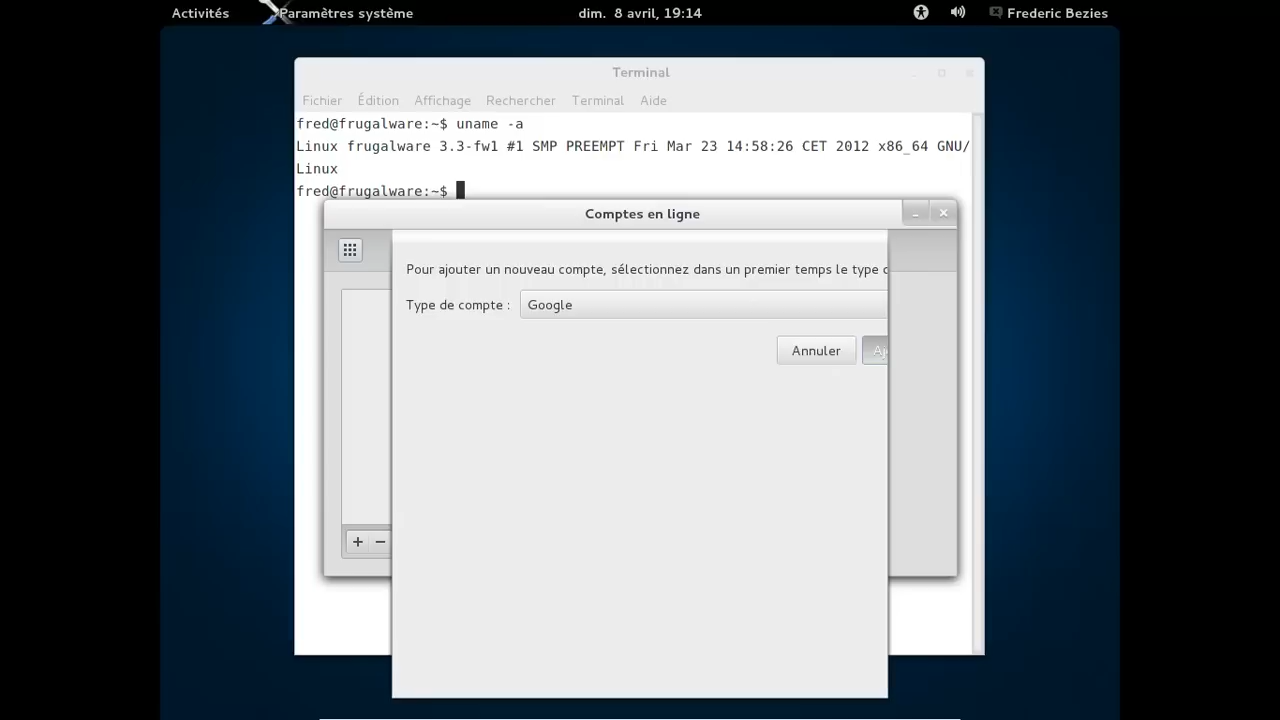 Activités Paramètres système dim. 8 avril, 19:14 Frederic Bezies
Terminal
Fichier Édition Affichage Rechercher Terminal Aide
fred@frugalware:~$ uname -a
Linux frugalware 3.3-fw1 #1 SMP PREEMPT Fri Mar 23 14:58:26 CET 2012 x86_64 GNU/
Linux
fred@frugalware:~$
Comptes en ligne
Pour ajouter un nouveau compte, sélectionnez dans un premier temps le type
Type de compte : Google
Annuler